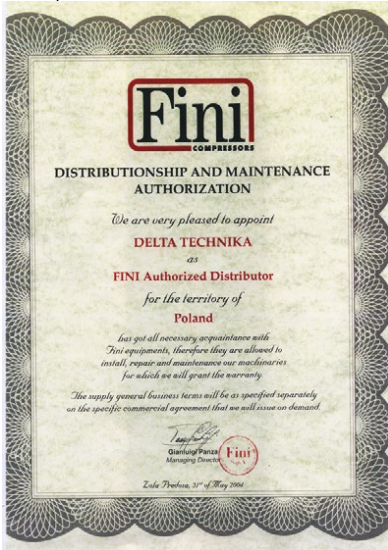 Fini
COMPRESSORS
DISTRIBUTIONSHIP AND MAINTENANCE
AUTHORIZATION
We are very pleased to appoint
DELTA TECHNIKA
as
FINI Authorized Distributor
for the territory of
Poland
has got all necessary acquaintance with
Fini equipments, therefore they are allowed to
install, repair and maintenance our machinaries
for which we will grant the warranty.
The supply general business terms will be as specified separately
on the specific commercial agreement that we will issue on demand.
Gianluigi Panza
Managing Director
Fini
Zola Predosa, 31st of May 2004